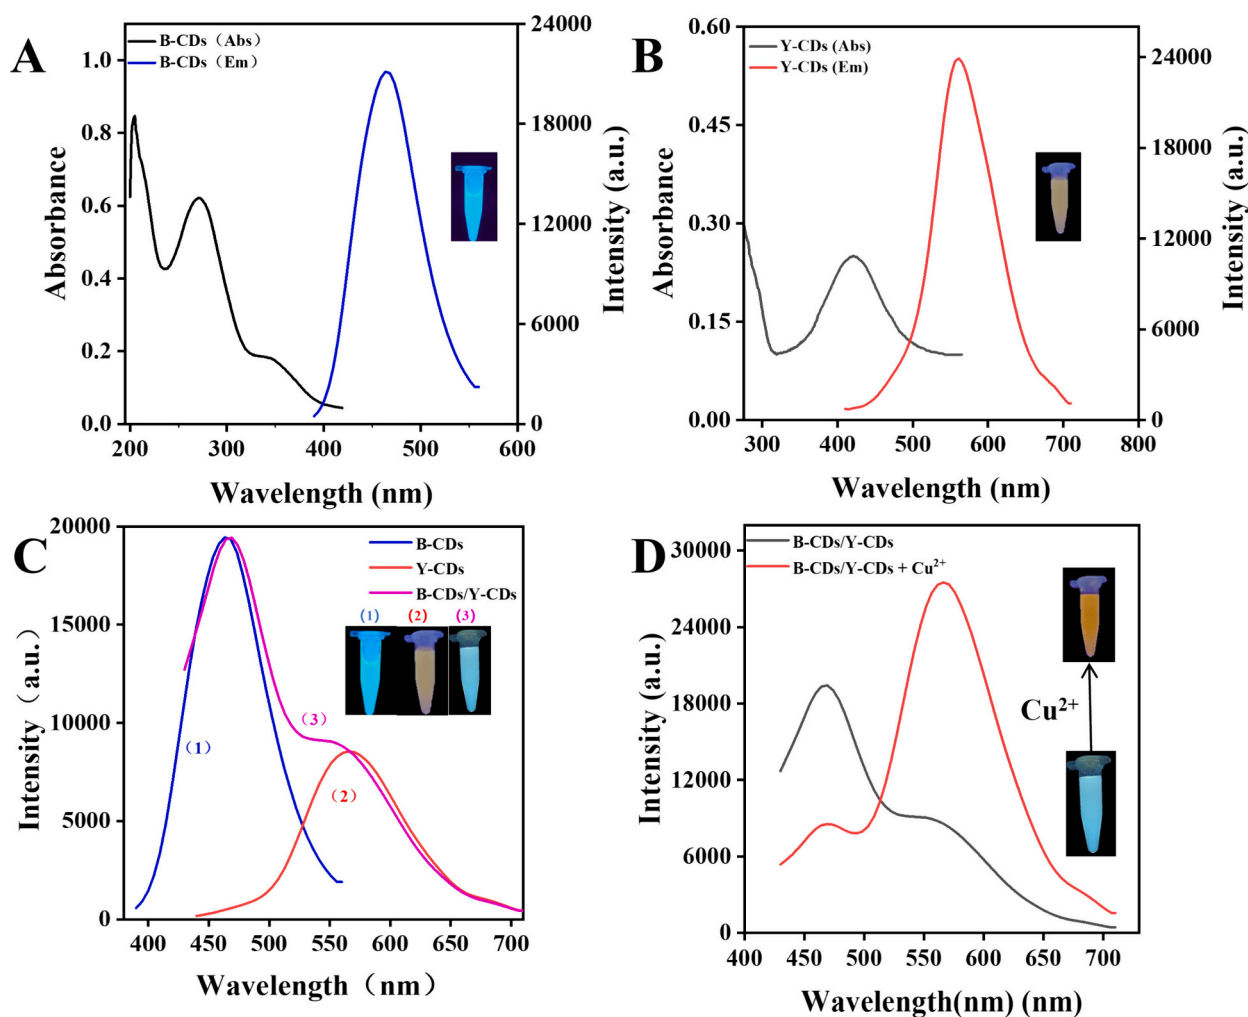 A
B-CDs（Abs）
B-CDs（Em）
Absorbance
1.0
0.8
0.6
0.4
0.2
0.0
24000
18000
12000
6000
0
Intensity (a.u.)
200
300
400
500
600
Wavelength (nm)
B
Y-CDs (Abs)
Y-CDs (Em)
Absorbance
0.60
0.45
0.30
0.15
0.00
24000
18000
12000
6000
0
Intensity (a.u.)
300
400
500
600
700
800
Wavelength (nm)
C
B-CDs
Y-CDs
B-CDs/Y-CDs
(1) (2) (3)
（3）
（1）
（2）
Intensity（a.u.）
20000
15000
10000
5000
0
400
450
500
550
600
650
700
Wavelength（nm）
D
B-CDs/Y-CDs
B-CDs/Y-CDs + Cu²⁺
Cu²⁺
Intensity (a.u.)
30000
24000
18000
12000
6000
0
400
450
500
550
600
650
700
Wavelength(nm) (nm)